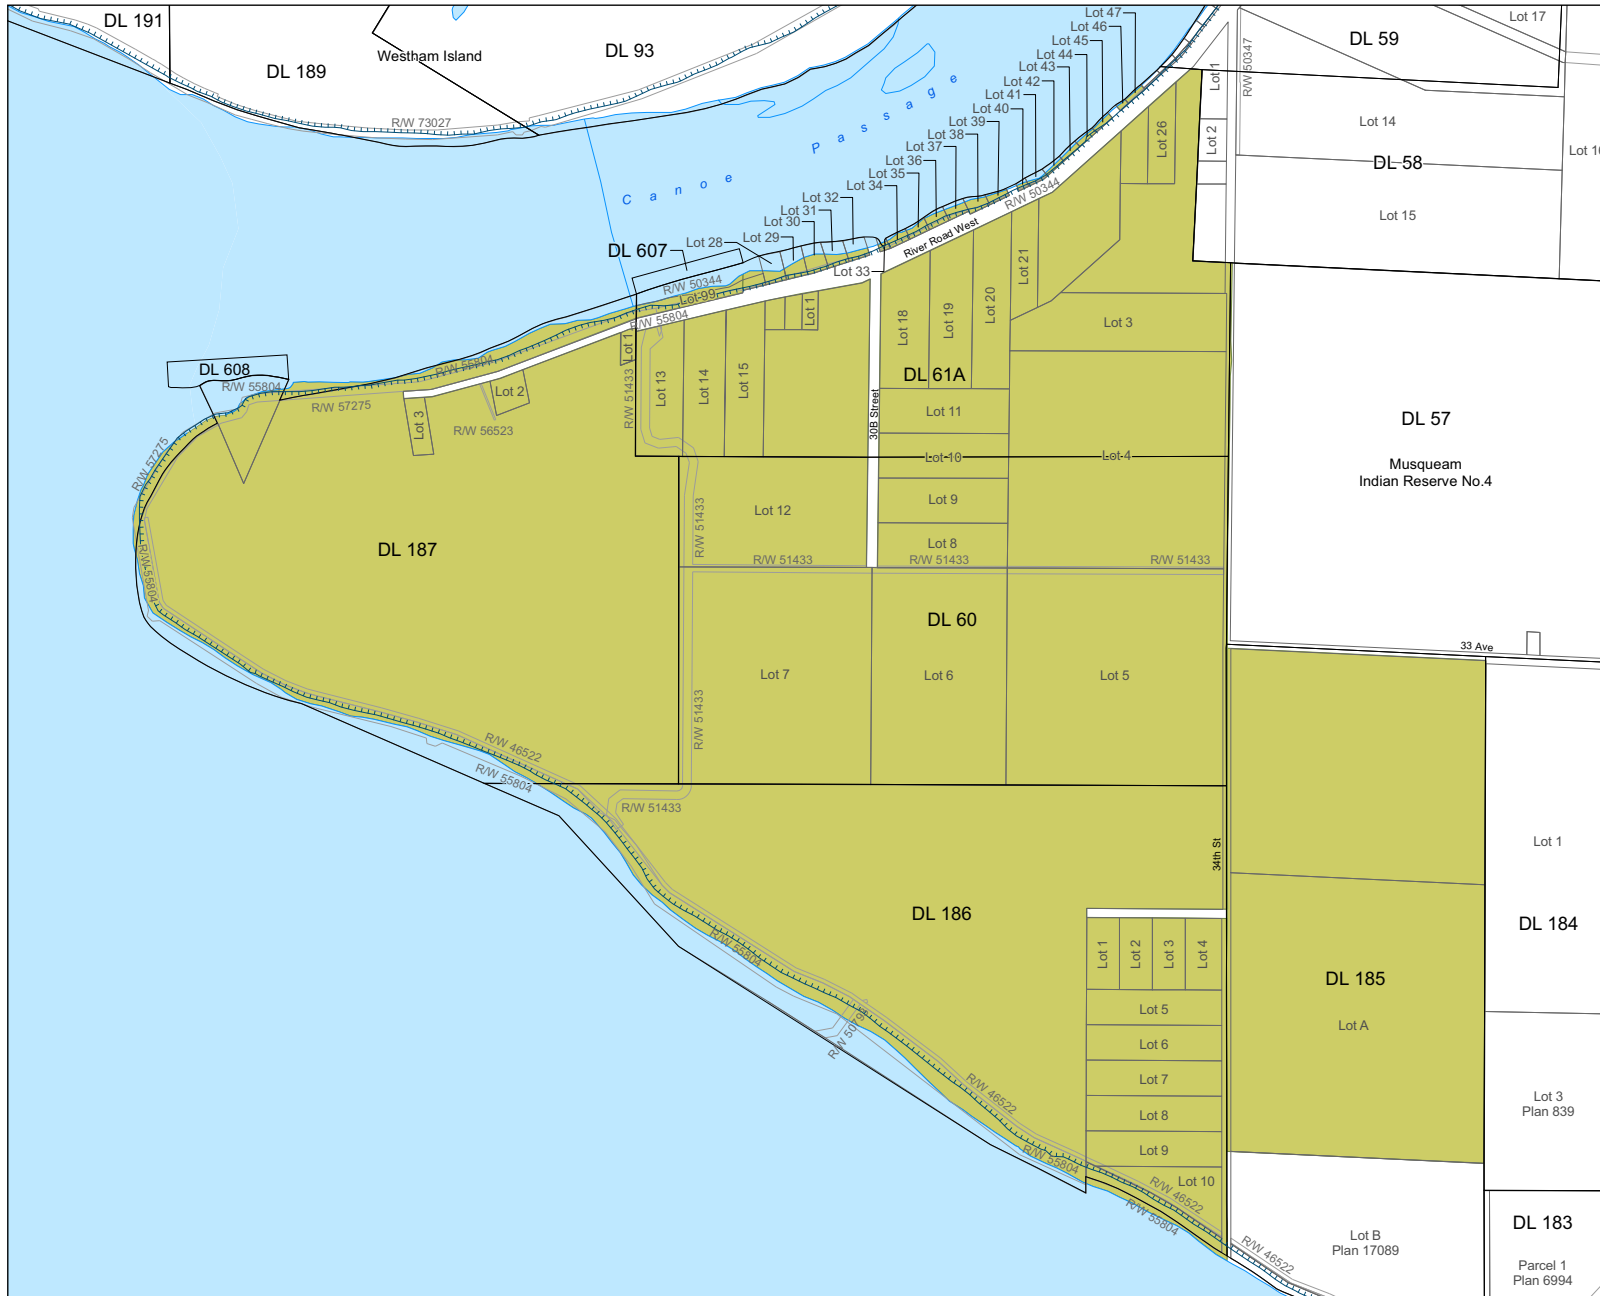 DL 191
DL 189
Westham Island
DL 93
R/W 73027
Canoe Passage
Lot 47
Lot 46
Lot 45
Lot 44
Lot 43
Lot 42
Lot 41
Lot 40
Lot 39
Lot 38
Lot 37
Lot 36
Lot 35
Lot 34
Lot 32
Lot 31
Lot 30
Lot 29
Lot 28
DL 607
Lot 33
River Road West
R/W 50344
R/W 50344
Lot 99
R/W 55804
Lot 17
DL 59
Lot 1
R/W 50347
Lot 14
Lot 2
DL 58
Lot 15
Lot 26
Lot 21
Lot 20
Lot 19
Lot 18
Lot 3
Lot 1
Lot 1
Lot 13
Lot 14
Lot 15
R/W 51433
DL 608
R/W 55804
R/W 55804
R/W 57275
R/W 57275
Lot 3
Lot 2
R/W 56523
DL 61A
30B Street
Lot 11
Lot 10
Lot 4
Lot 9
Lot 8
Lot 12
R/W 51433
R/W 51433
R/W 51433
R/W 51433
DL 57
Musqueam
Indian Reserve No.4
DL 187
R/W 55804
DL 60
Lot 7
Lot 6
Lot 5
R/W 51433
33 Ave
R/W 46522
R/W 55804
R/W 51433
34th St
Lot 1
DL 184
DL 186
R/W 55804
Lot 1
Lot 2
Lot 3
Lot 4
DL 185
Lot A
Lot 5
Lot 6
Lot 7
Lot 8
Lot 9
Lot 10
R/W 46522
R/W 55804
R/W 46522
R/W 55804
R/W 46522
Lot 3
Plan 839
Lot B
Plan 17089
DL 183
Parcel 1
Plan 6994